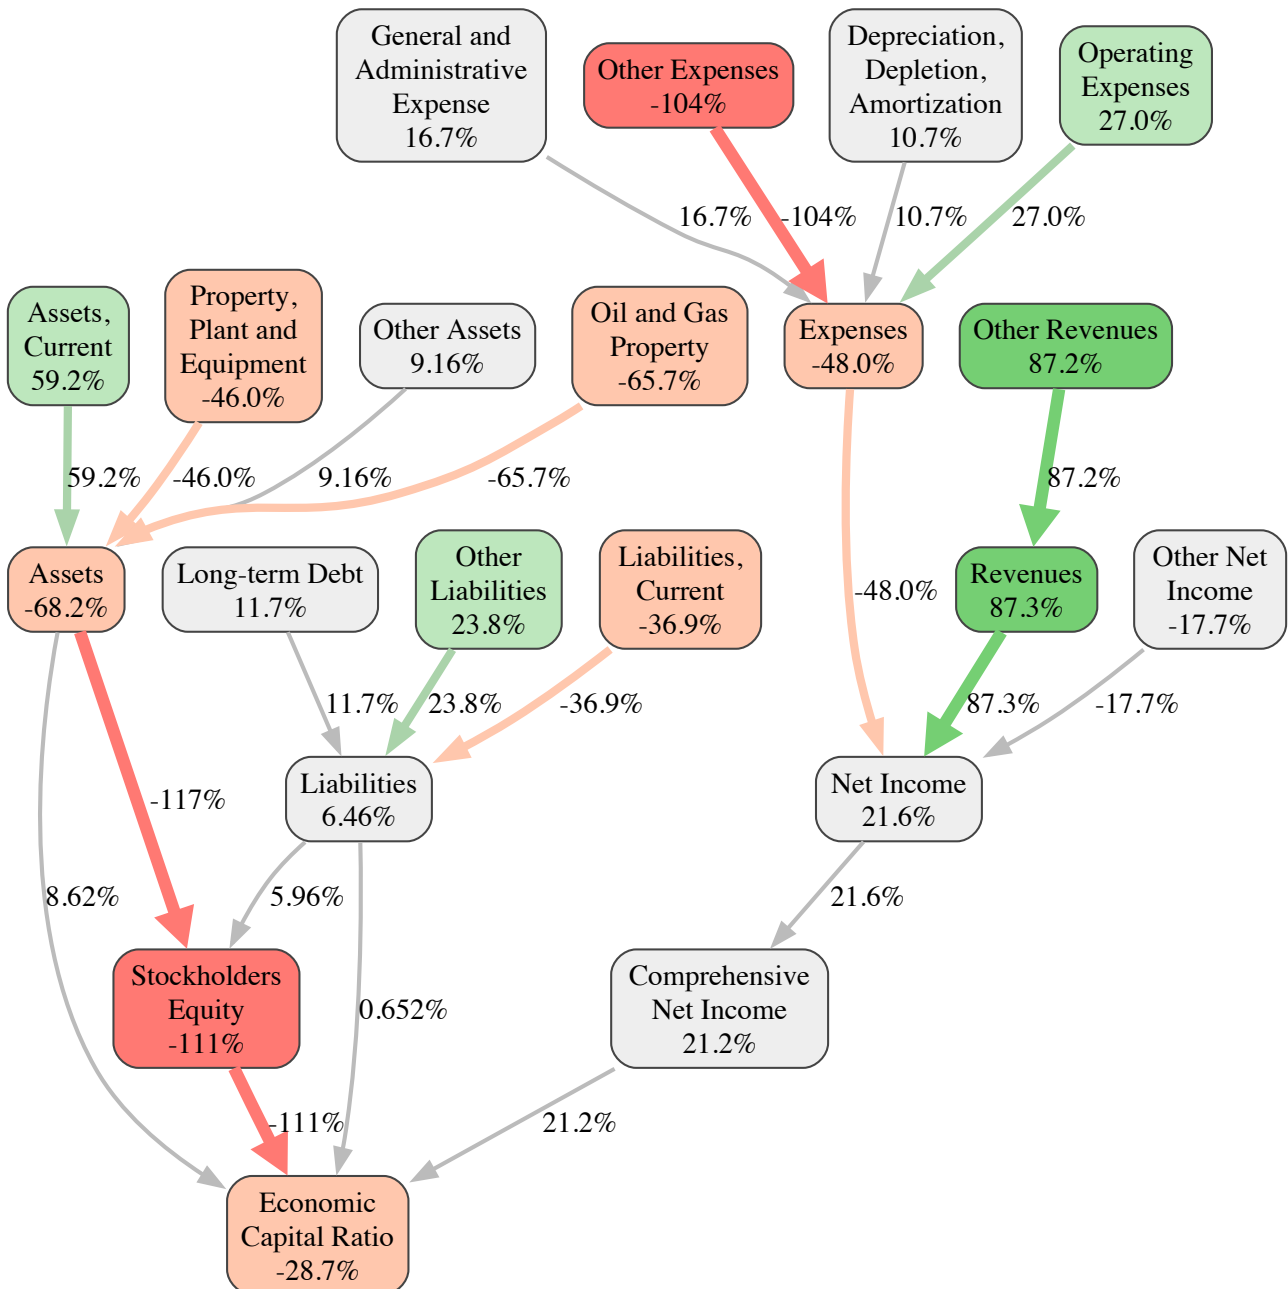 General and
Administrative
Expense
16.7%
Other Expenses
-104%
Depreciation,
Depletion,
Amortization
10.7%
Operating
Expenses
27.0%
16.7%
-104%
10.7%
27.0%
Assets,
Current
59.2%
Property,
Plant and
Equipment
-46.0%
Other Assets
9.16%
Oil and Gas
Property
-65.7%
Expenses
-48.0%
Other Revenues
87.2%
59.2%
-46.0%
9.16%
-65.7%
87.2%
Assets
-68.2%
Long-term Debt
11.7%
Other
Liabilities
23.8%
Liabilities,
Current
-36.9%
-48.0%
Revenues
87.3%
Other Net
Income
-17.7%
11.7%
23.8%
-36.9%
87.3%
-17.7%
-117%
Liabilities
6.46%
Net Income
21.6%
8.62%
5.96%
21.6%
Stockholders
Equity
-111%
0.652%
Comprehensive
Net Income
21.2%
-111%
21.2%
Economic
Capital Ratio
-28.7%